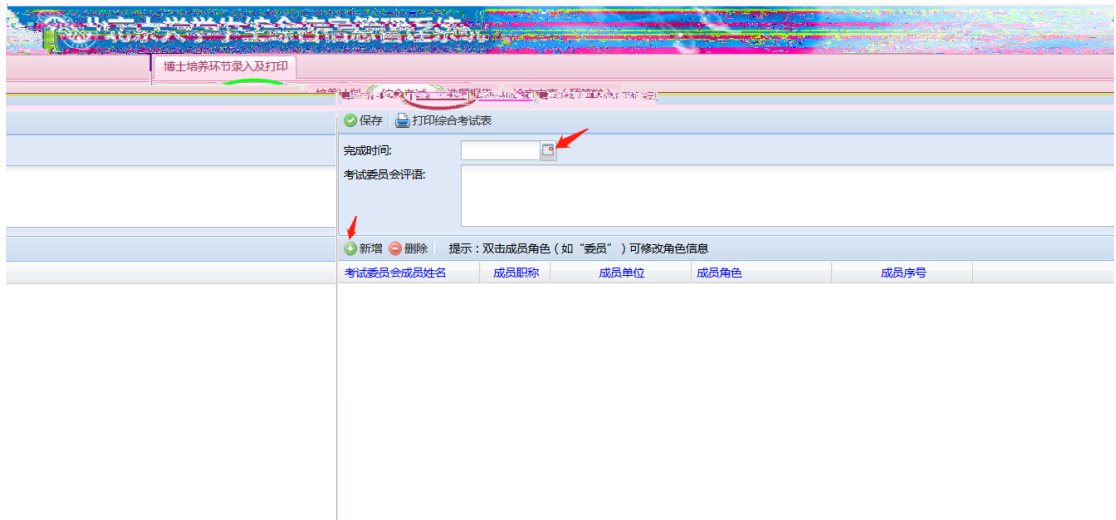 博士培养环节录入及打印
保存 打印综合考试表
完成时间:
考试委员会评语:
新增 删除 提示：双击成员角色（如“委员”）可修改角色信息
考试委员会成员姓名 成员职称 成员单位 成员角色 成员序号